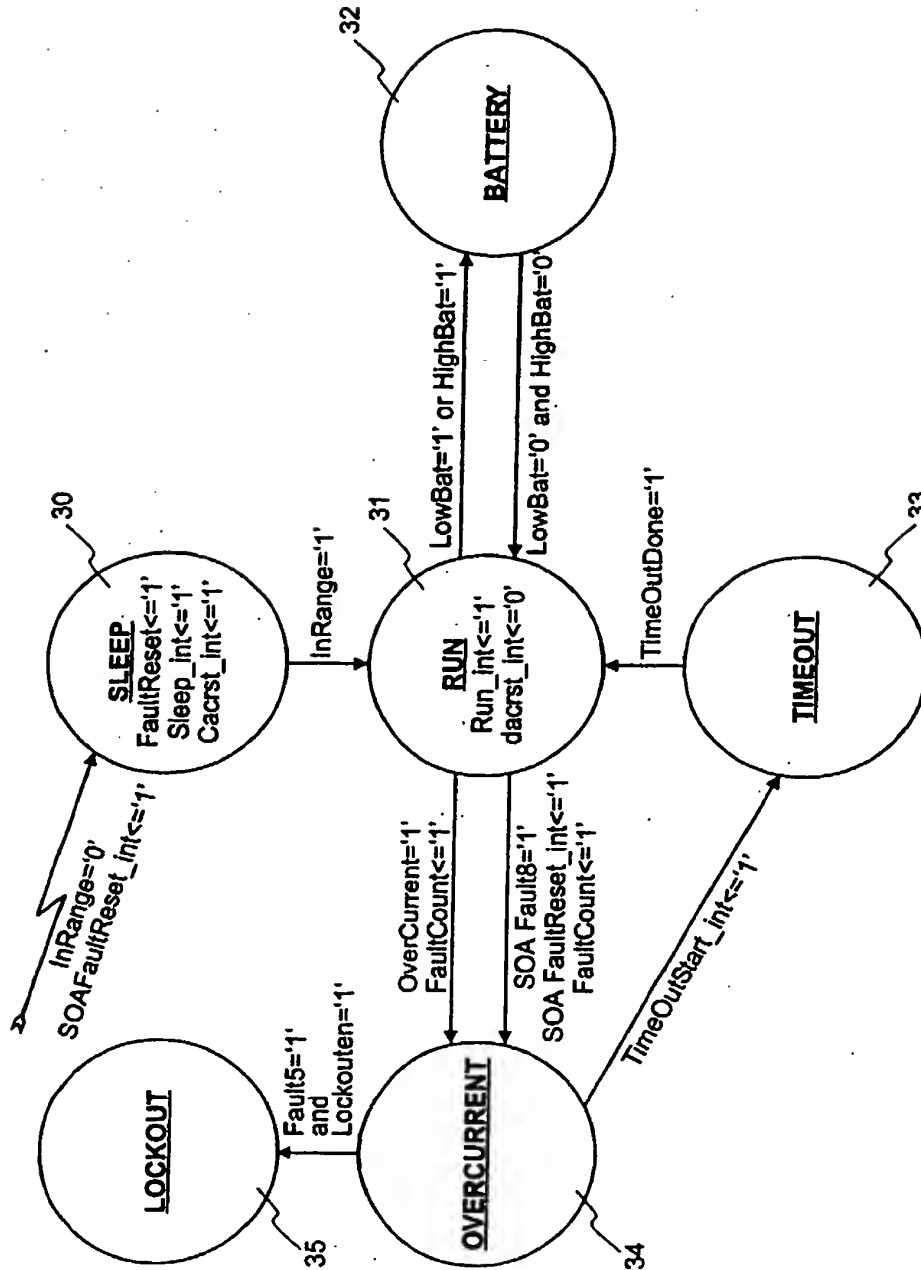 32
BATTERY
LowBat='1' or HighBat='1'
LowBat='0' and HighBat='0'
30
SLEEP
FaultReset<='1'
Sleep_int<='1'
Cacrst_int<='1'
InRange='0'
SOAFaultReset_int<='1'
InRange='1'
31
RUN
Run_int<='1'
dacrst_int<='0'
TimeOutDone='1'
33
TIMEOUT
OverCurrent='1'
FaultCount<='1'
SOA Fault8='1'
SOA FaultReset_int<='1'
FaultCount<='1'
TimeOutStart_int<='1'
LOCKOUT
35
Fault5='1'
and
Lockouten='1'
OVERCURRENT
34